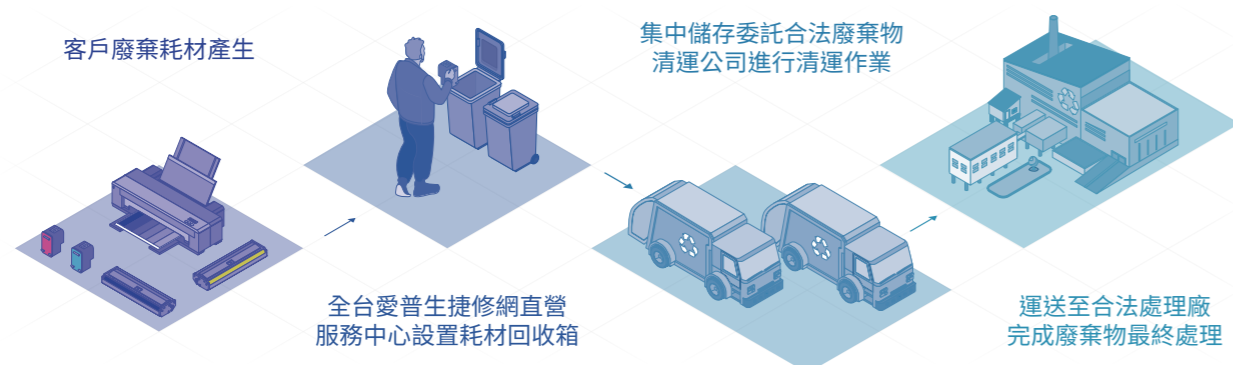 客戶廢棄耗材產生
全台愛普生捷修網直營
服務中心設置耗材回收箱
集中儲存委託合法廢棄物
清運公司進行清運作業
運送至合法處理廠
完成廢棄物最終處理